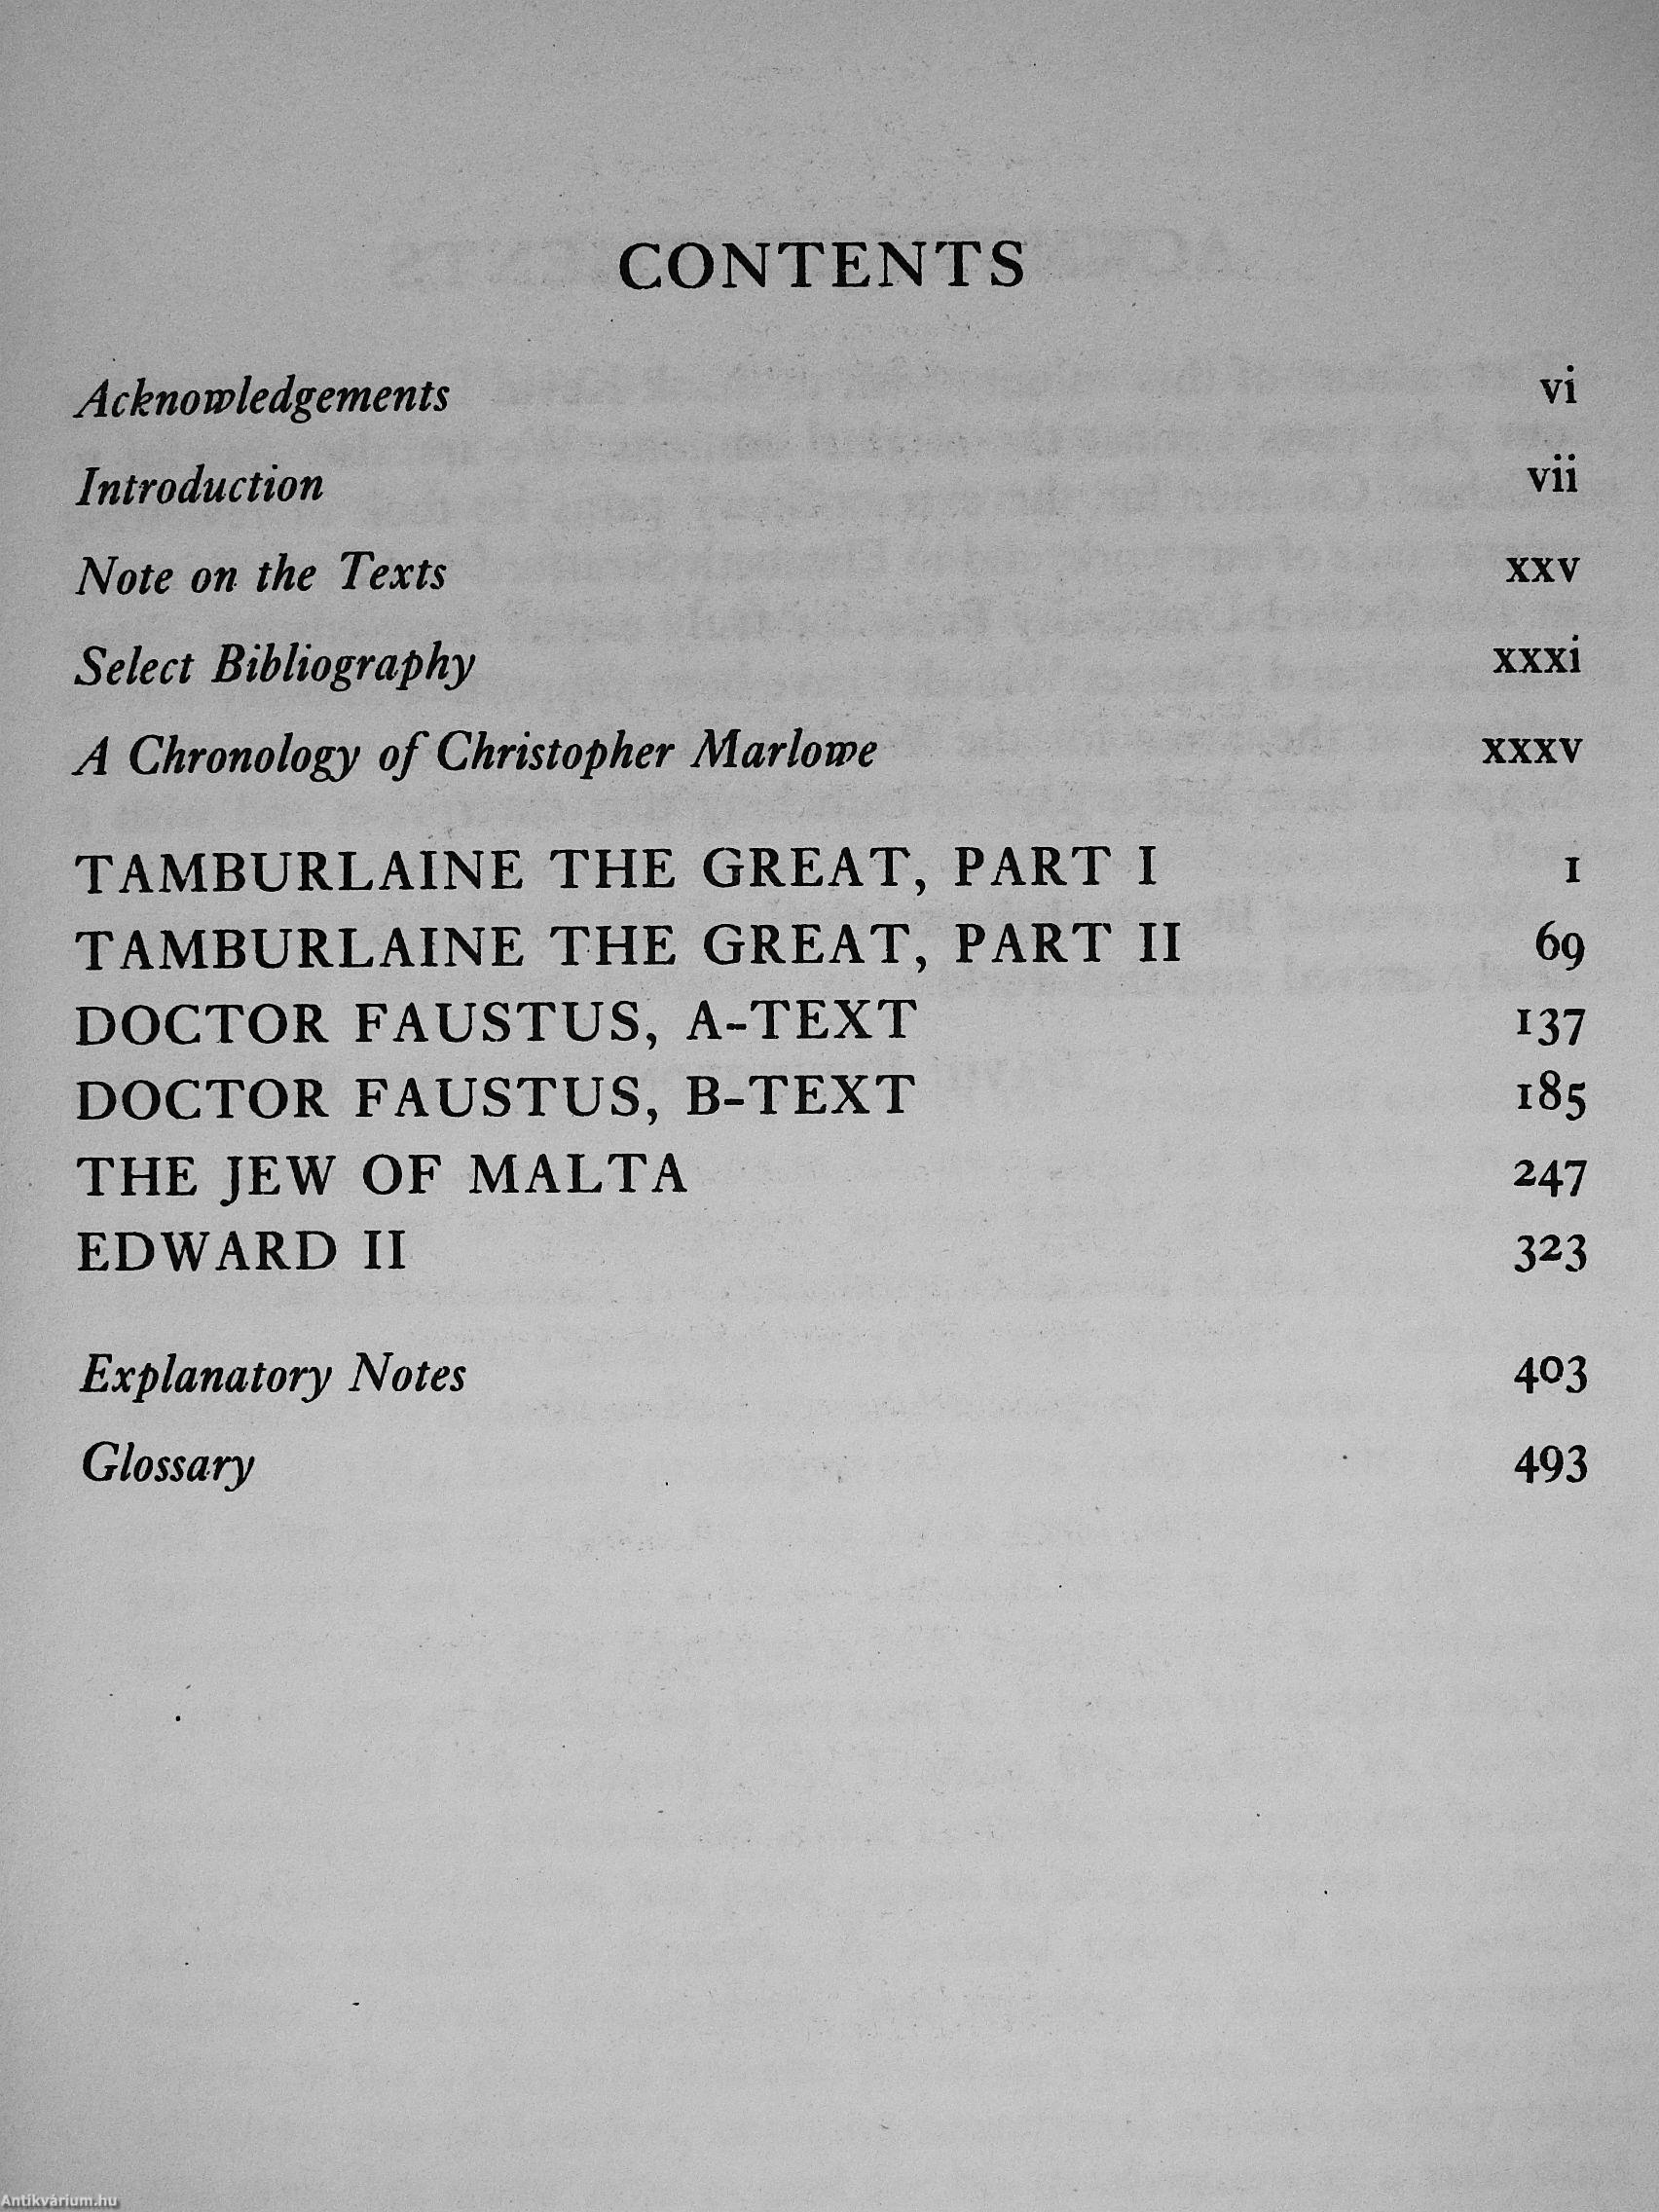 CONTENTS
Acknowledgements vi
Introduction vii
Note on the Texts xxv
Select Bibliography xxxi
A Chronology of Christopher Marlowe xxxv
TAMBURLAINE THE GREAT, PART I 1
TAMBURLAINE THE GREAT, PART II 69
DOCTOR FAUSTUS, A-TEXT 137
DOCTOR FAUSTUS, B-TEXT 185
THE JEW OF MALTA 247
EDWARD II 323
Explanatory Notes 403
Glossary 493
Antikvárium.hu